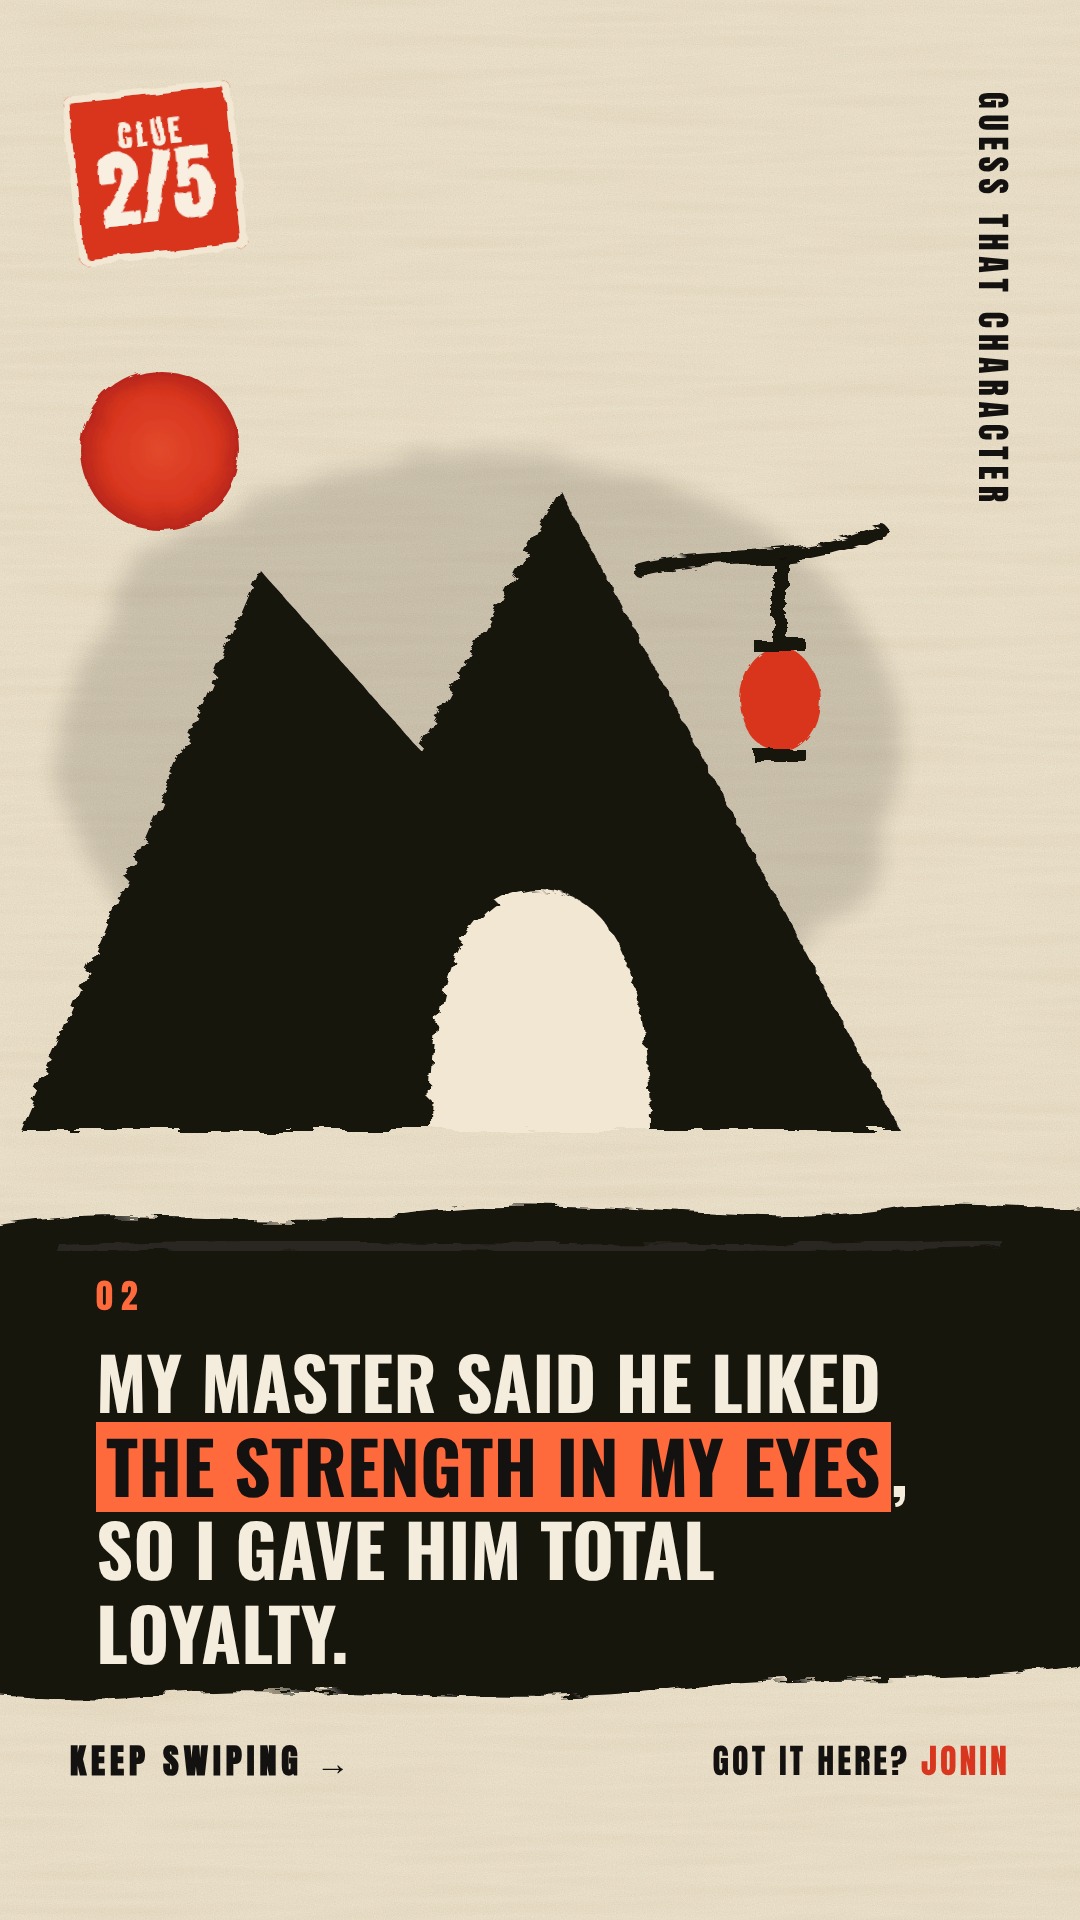 CLUE
2/5
GUESS THAT CHARACTER
02
MY MASTER SAID HE LIKED
THE STRENGTH IN MY EYES,
SO I GAVE HIM TOTAL
LOYALTY.
KEEP SWIPING →
GOT IT HERE? JONIN